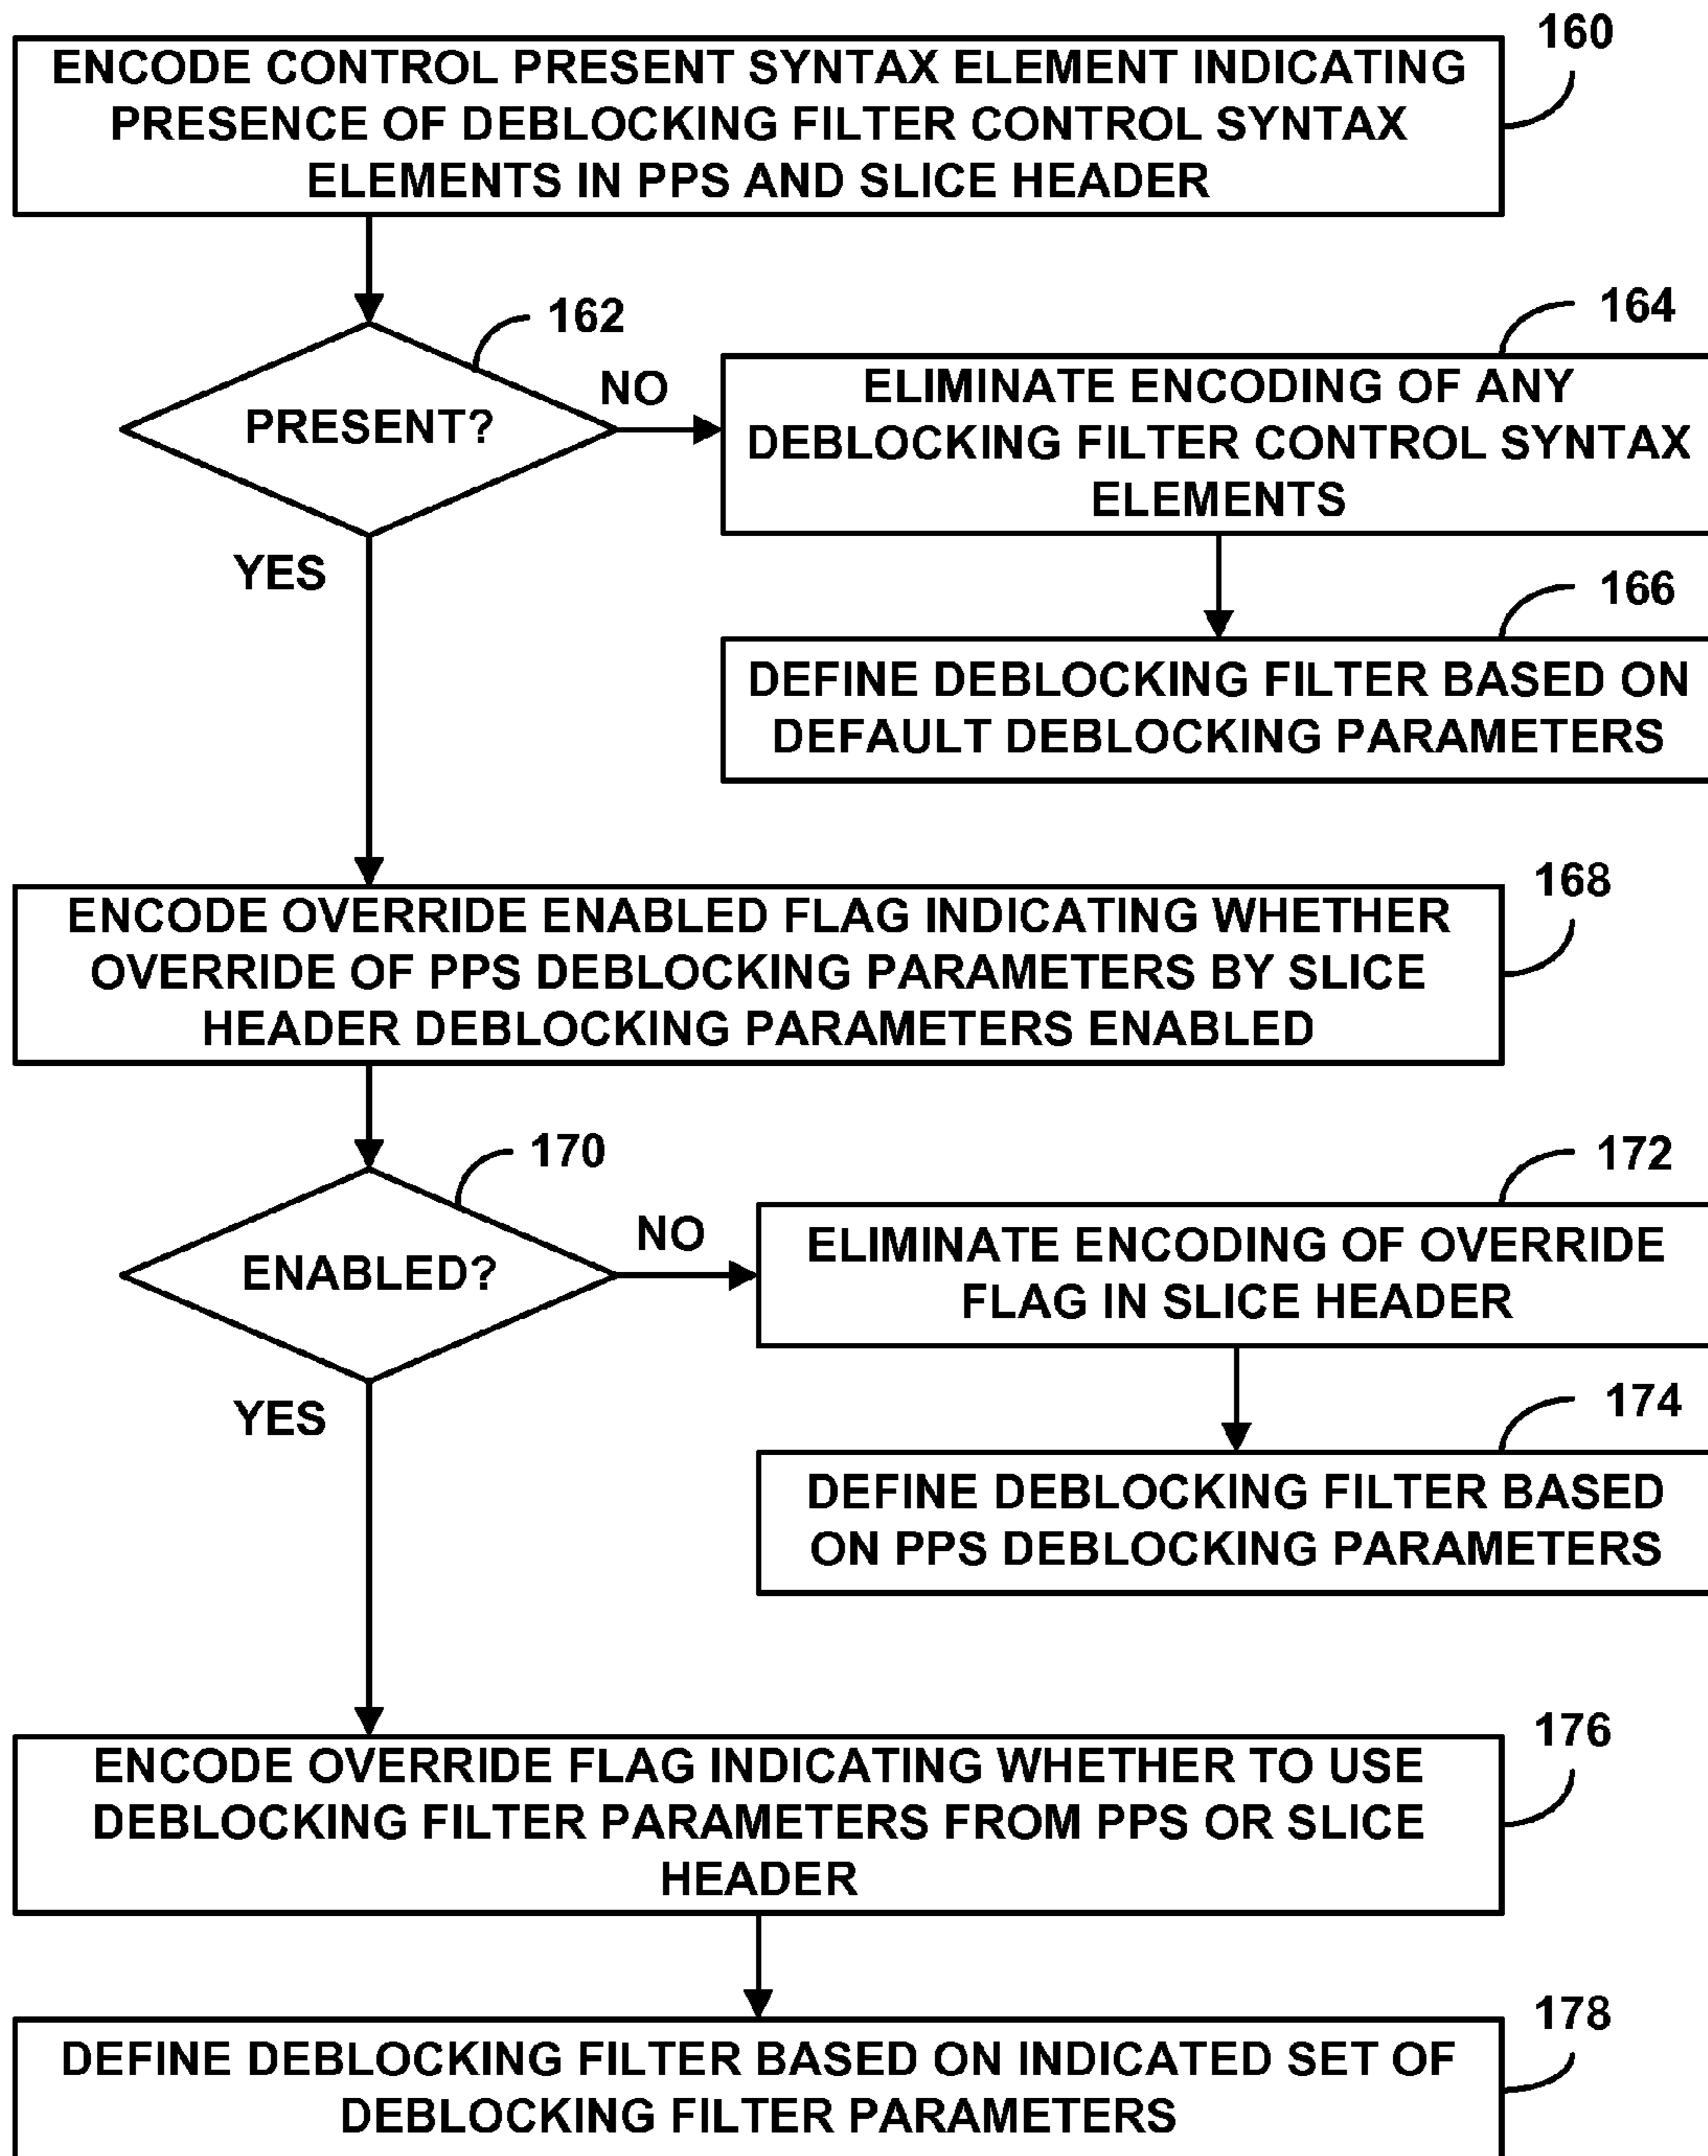 160
ENCODE CONTROL PRESENT SYNTAX ELEMENT INDICATING
PRESENCE OF DEBLOCKING FILTER CONTROL SYNTAX
ELEMENTS IN PPS AND SLICE HEADER
162
PRESENT?
NO
YES
164
ELIMINATE ENCODING OF ANY
DEBLOCKING FILTER CONTROL SYNTAX
ELEMENTS
166
DEFINE DEBLOCKING FILTER BASED ON
DEFAULT DEBLOCKING PARAMETERS
168
ENCODE OVERRIDE ENABLED FLAG INDICATING WHETHER
OVERRIDE OF PPS DEBLOCKING PARAMETERS BY SLICE
HEADER DEBLOCKING PARAMETERS ENABLED
170
ENABLED?
NO
YES
172
ELIMINATE ENCODING OF OVERRIDE
FLAG IN SLICE HEADER
174
DEFINE DEBLOCKING FILTER BASED
ON PPS DEBLOCKING PARAMETERS
176
ENCODE OVERRIDE FLAG INDICATING WHETHER TO USE
DEBLOCKING FILTER PARAMETERS FROM PPS OR SLICE
HEADER
178
DEFINE DEBLOCKING FILTER BASED ON INDICATED SET OF
DEBLOCKING FILTER PARAMETERS